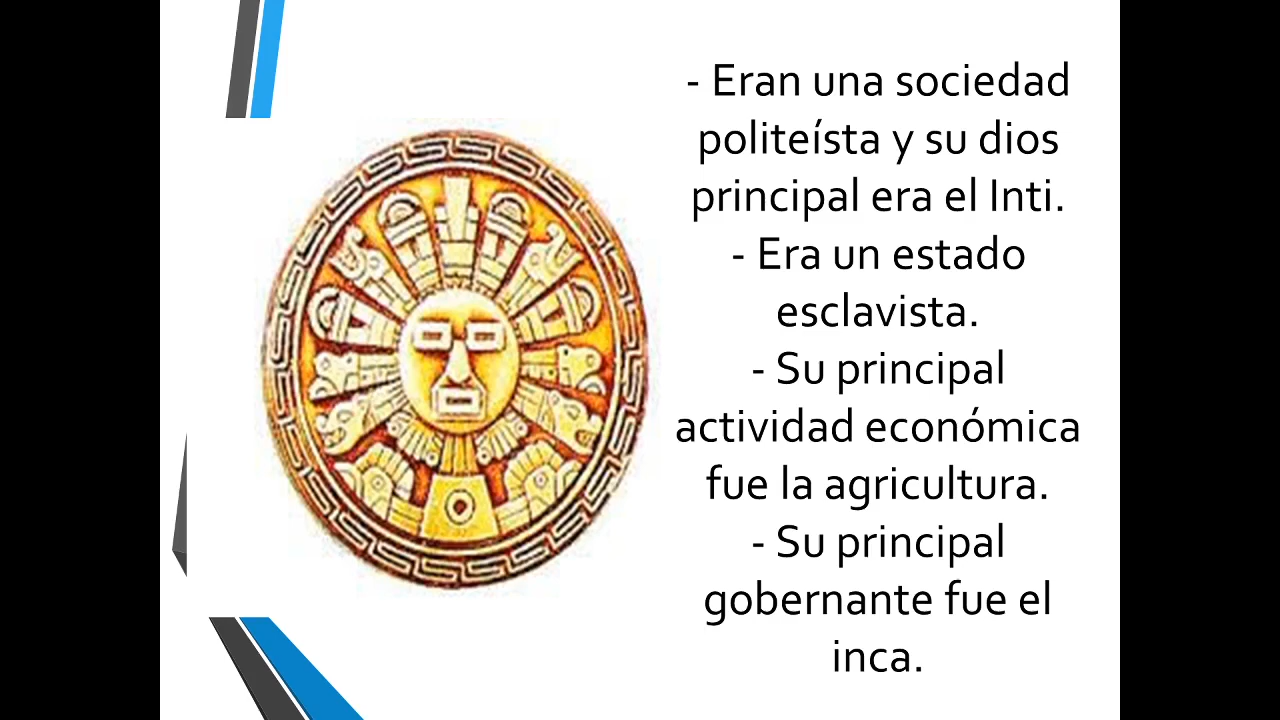 - Eran una sociedad
politeísta y su dios
principal era el Inti.
- Era un estado
esclavista.
- Su principal
actividad económica
fue la agricultura.
- Su principal
gobernante fue el
inca.